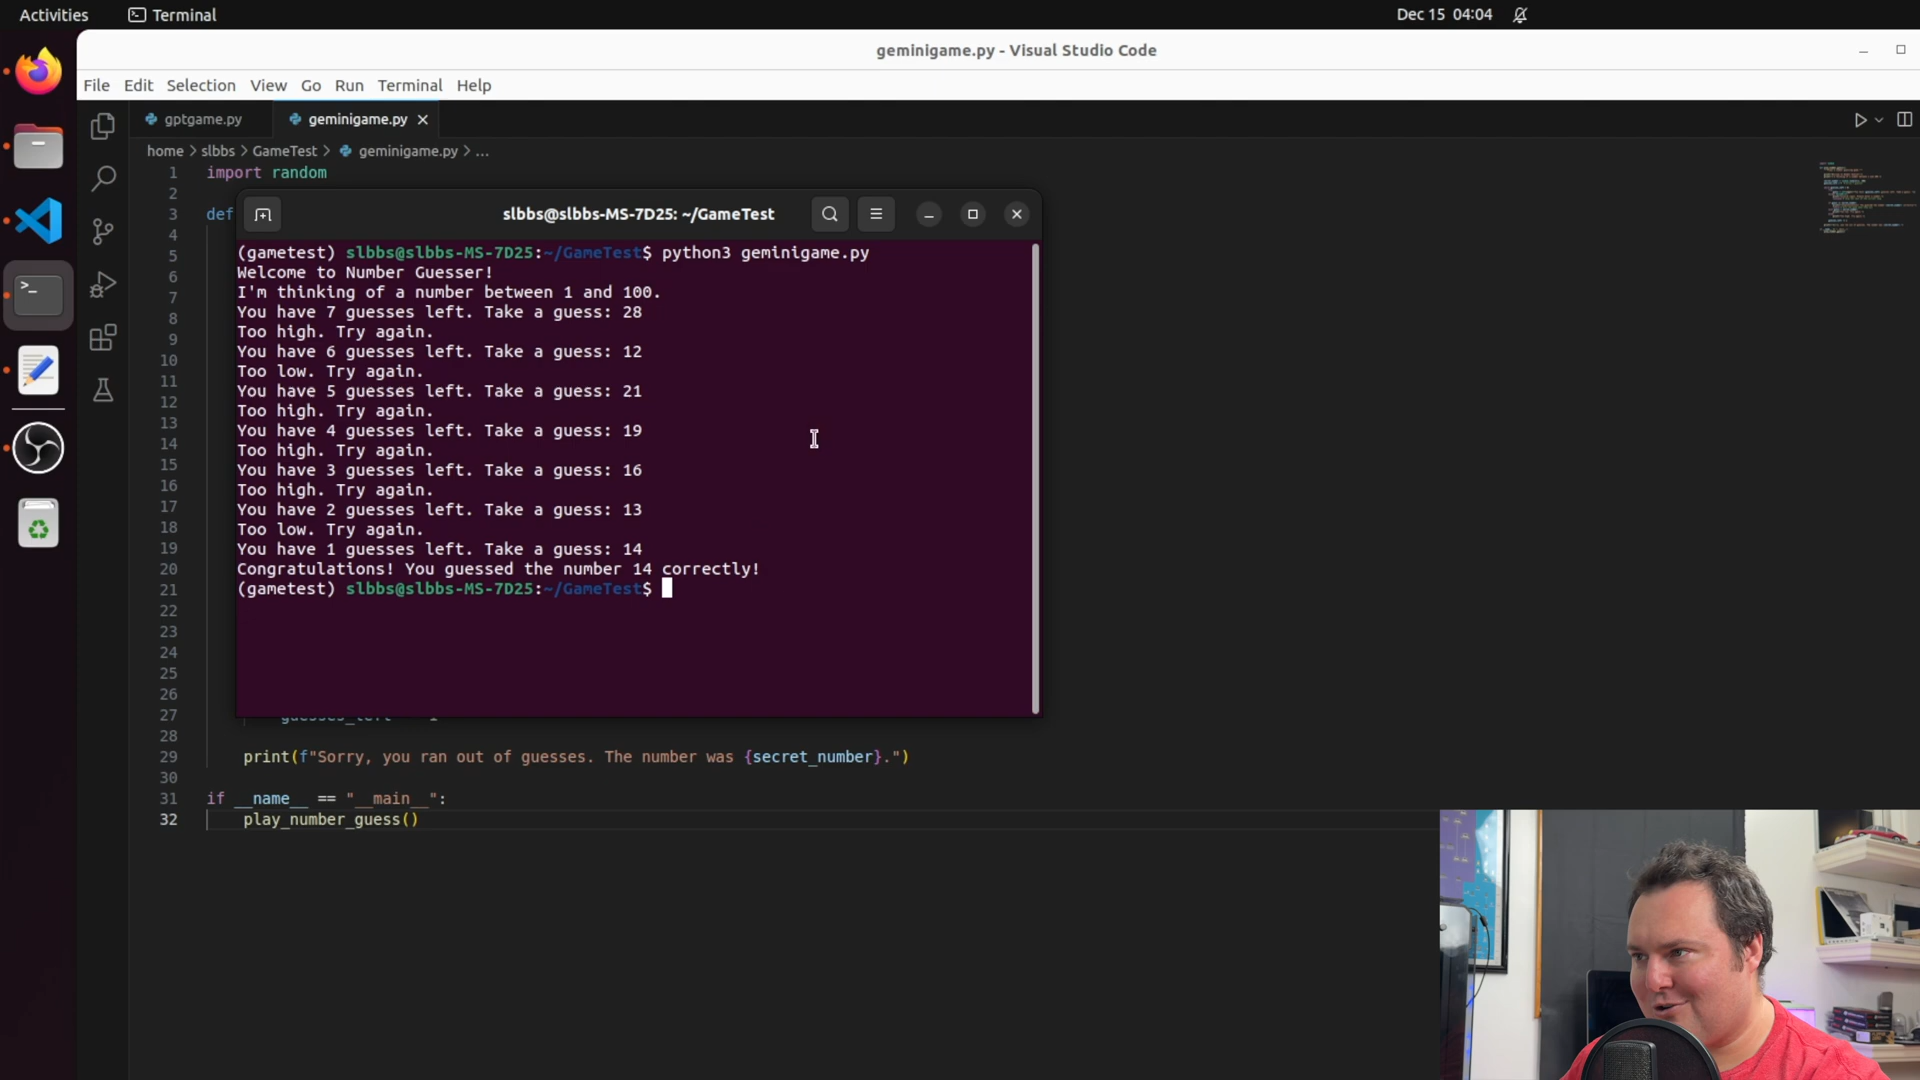 Activities
Terminal
Dec 15 04:04
geminigame.py - Visual Studio Code
File Edit Selection View Go Run Terminal Help
gptgame.py
geminigame.py
home > slbbs > GameTest > geminigame.py > ...
1 import random
2
3 def
4
5
6
7
8
9
10
11
12
13
14
15
16
17
18
19
20
21
22
23
24
25
26
27
28
29 print(f"Sorry, you ran out of guesses. The number was {secret_number}.")
30
31 if __name__ == "__main__":
32 play_number_guess()
slbbs@slbbs-MS-7D25: ~/GameTest
(gametest) slbbs@slbbs-MS-7D25:~/GameTest$ python3 geminigame.py
Welcome to Number Guesser!
I'm thinking of a number between 1 and 100.
You have 7 guesses left. Take a guess: 28
Too high. Try again.
You have 6 guesses left. Take a guess: 12
Too low. Try again.
You have 5 guesses left. Take a guess: 21
Too high. Try again.
You have 4 guesses left. Take a guess: 19
Too high. Try again.
You have 3 guesses left. Take a guess: 16
Too high. Try again.
You have 2 guesses left. Take a guess: 13
Too low. Try again.
You have 1 guesses left. Take a guess: 14
Congratulations! You guessed the number 14 correctly!
(gametest) slbbs@slbbs-MS-7D25:~/GameTest$